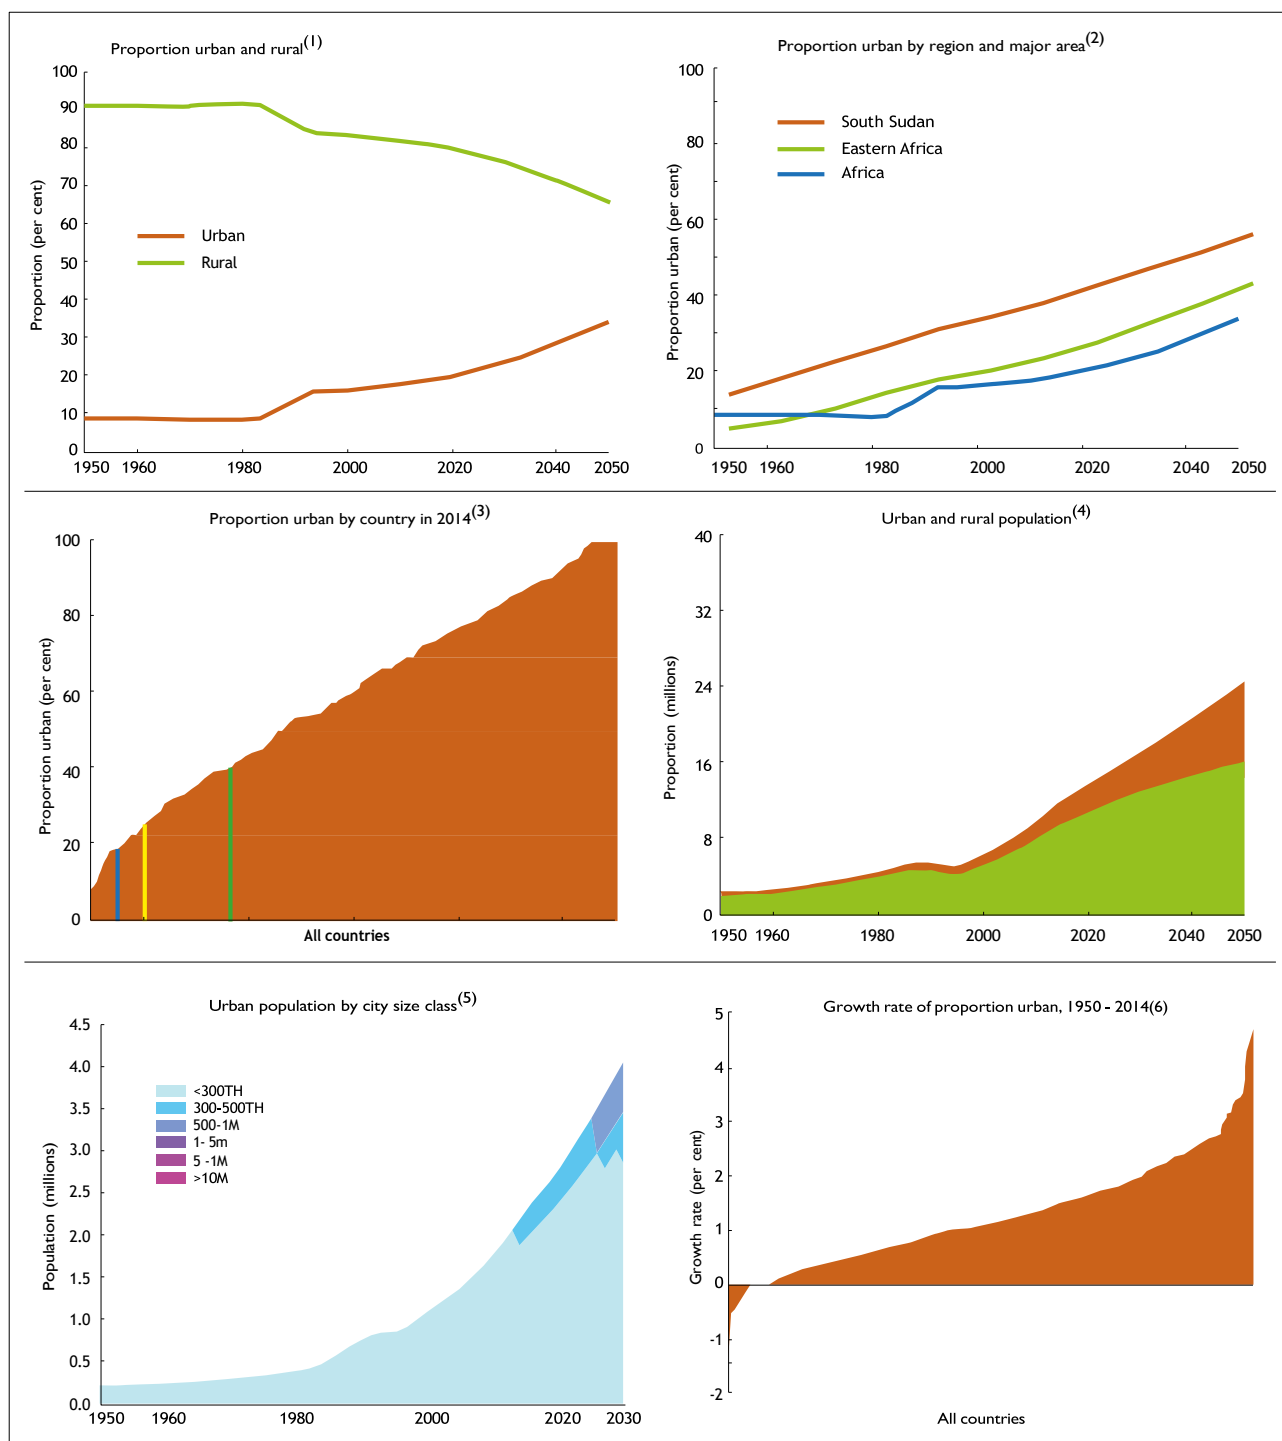 Proportion urban and rural(1)
100
90
80
70
60
50
40
30
20
10
0
Proportion (per cent)
Urban
Rural
1950 1960 1980 2000 2020 2040 2050
Proportion urban by region and major area(2)
100
80
60
40
20
0
Proportion urban (per cent)
South Sudan
Eastern Africa
Africa
1950 1960 1980 2000 2020 2040 2050
Proportion urban by country in 2014(3)
100
80
60
40
20
0
Proportion urban (per cent)
All countries
Urban and rural population(4)
40
32
24
16
8
0
Proportion (millions)
1950 1960 1980 2000 2020 2040 2050
Urban population by city size class(5)
4.5
4.0
3.5
3.0
2.5
2.0
1.5
1.0
0.5
0.0
Population (millions)
<300TH
300-500TH
500-1M
1- 5m
5 -1M
>10M
1950 1960 1980 2000 2020 2030
Growth rate of proportion urban, 1950 - 2014(6)
5
4
3
2
1
0
-1
-2
Growth rate (per cent)
All countries